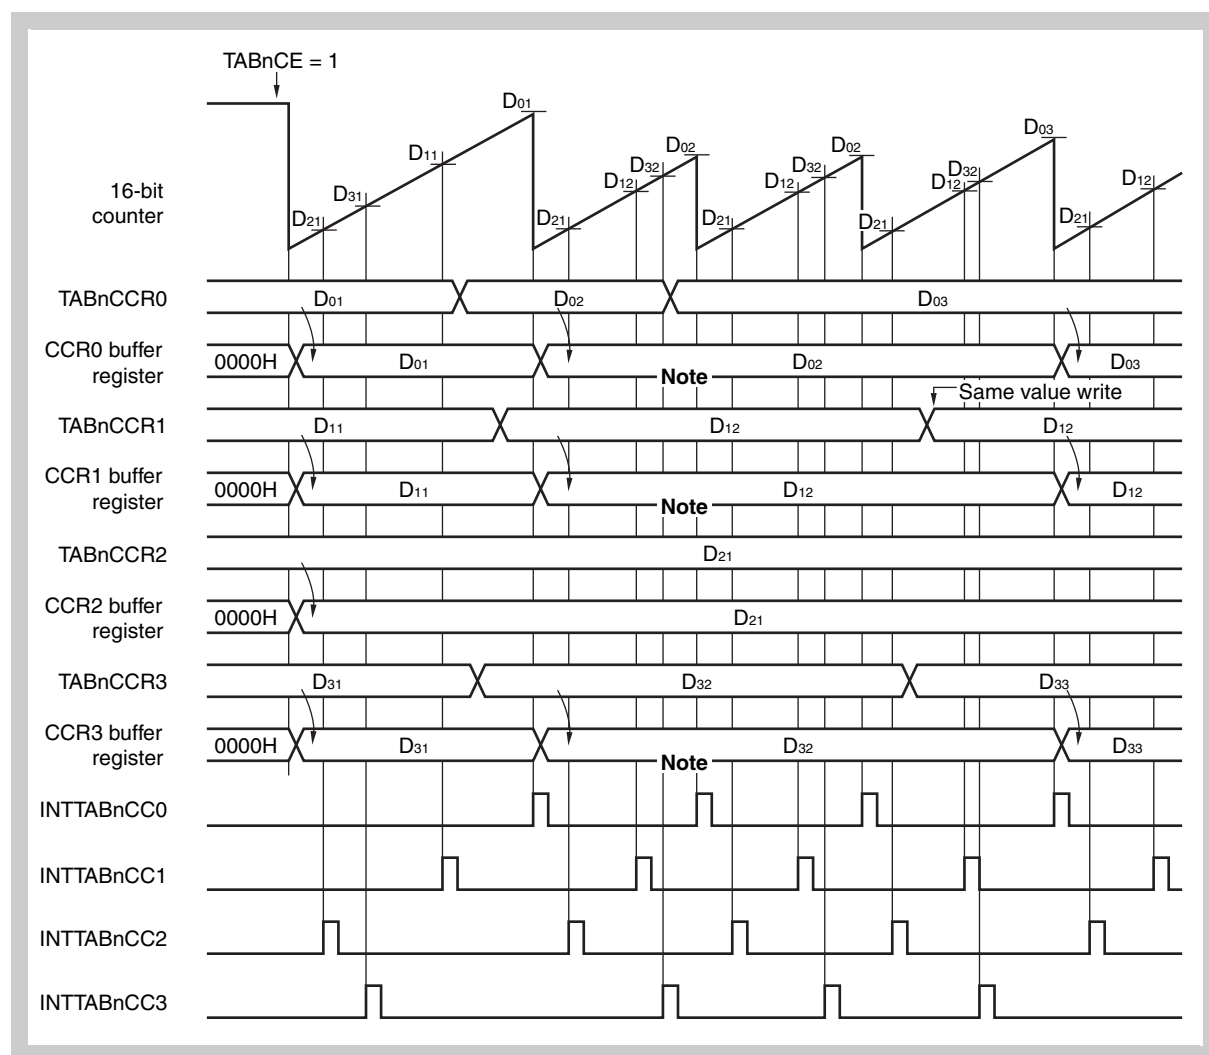 TABnCE = 1
D01
D03
D02
D02
D11
D32
D32
D32
D31
D12
D12
D12
D12
16-bit
counter
D21
D21
D21
D21
D21
TABnCCR0
D01
D02
D03
CCR0 buffer
register
0000H
D01
D02
D03
Note
Same value write
TABnCCR1
D11
D12
D12
CCR1 buffer
register
0000H
D11
D12
D12
Note
TABnCCR2
D21
CCR2 buffer
register
0000H
D21
TABnCCR3
D31
D32
D33
CCR3 buffer
register
0000H
D31
D32
D33
Note
INTTABnCC0
INTTABnCC1
INTTABnCC2
INTTABnCC3